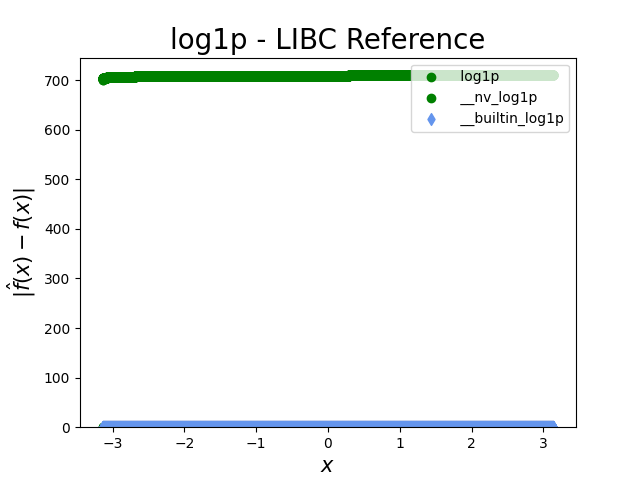 log1p - LIBC Reference
|f̂(x) − f(x)|
700
600
500
400
300
200
100
0
log1p
__nv_log1p
__builtin_log1p
−3
−2
−1
0
1
2
3
x